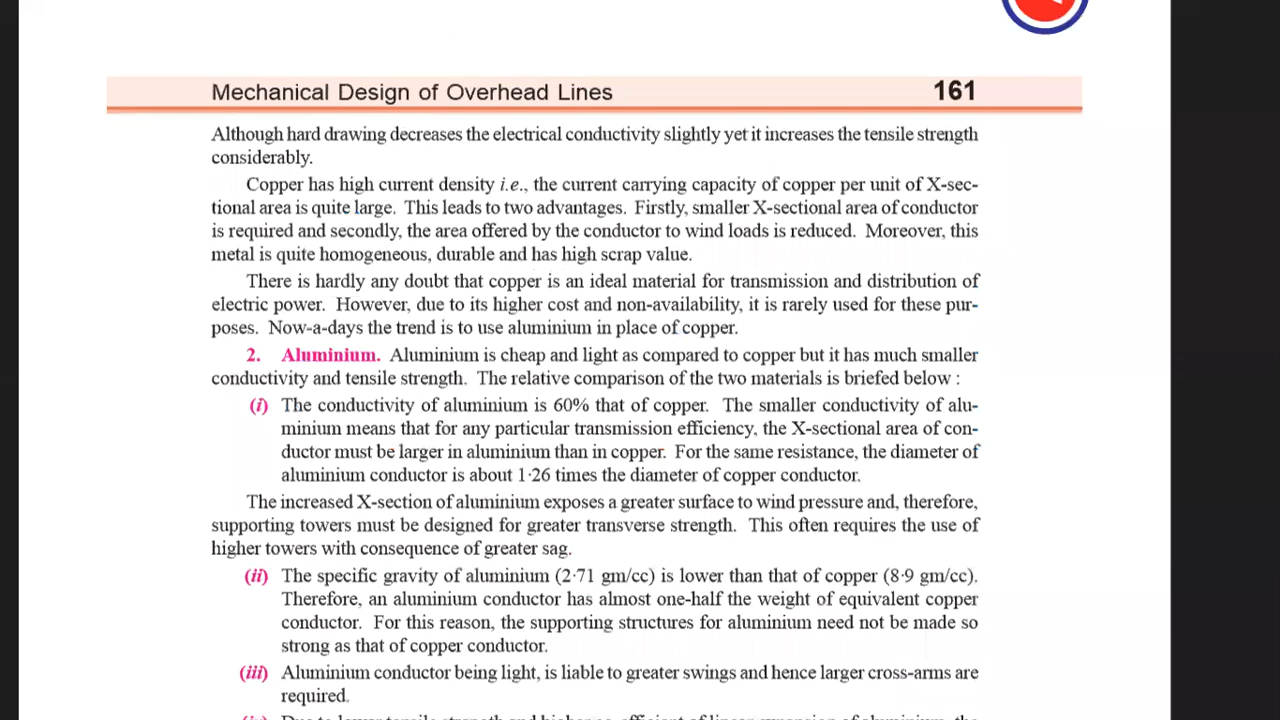 Mechanical Design of Overhead Lines 161
Although hard drawing decreases the electrical conductivity slightly yet it increases the tensile strength
considerably.
Copper has high current density i.e., the current carrying capacity of copper per unit of X-sec-
tional area is quite large. This leads to two advantages. Firstly, smaller X-sectional area of conductor
is required and secondly, the area offered by the conductor to wind loads is reduced. Moreover, this
metal is quite homogeneous, durable and has high scrap value.
There is hardly any doubt that copper is an ideal material for transmission and distribution of
electric power. However, due to its higher cost and non-availability, it is rarely used for these pur-
poses. Now-a-days the trend is to use aluminium in place of copper.
2. Aluminium. Aluminium is cheap and light as compared to copper but it has much smaller
conductivity and tensile strength. The relative comparison of the two materials is briefed below :
(i) The conductivity of aluminium is 60% that of copper. The smaller conductivity of alu-
minium means that for any particular transmission efficiency, the X-sectional area of con-
ductor must be larger in aluminium than in copper. For the same resistance, the diameter of
aluminium conductor is about 1·26 times the diameter of copper conductor.
The increased X-section of aluminium exposes a greater surface to wind pressure and, therefore,
supporting towers must be designed for greater transverse strength. This often requires the use of
higher towers with consequence of greater sag.
(ii) The specific gravity of aluminium (2·71 gm/cc) is lower than that of copper (8·9 gm/cc).
Therefore, an aluminium conductor has almost one-half the weight of equivalent copper
conductor. For this reason, the supporting structures for aluminium need not be made so
strong as that of copper conductor.
(iii) Aluminium conductor being light, is liable to greater swings and hence larger cross-arms are
required.